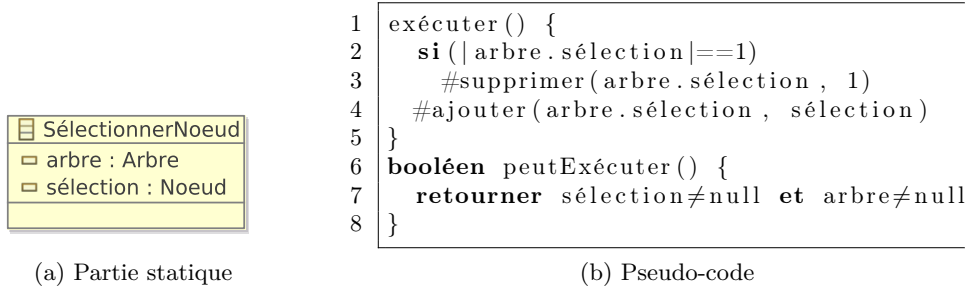 SélectionnerNoeud
arbre : Arbre
sélection : Noeud
(a) Partie statique
1 exécuter() {
2 si(|arbre.sélection|==1)
3 #supprimer(arbre.sélection, 1)
4 #ajouter(arbre.sélection, sélection)
5 }
6 booléen peutExécuter() {
7 retourner sélection≠null et arbre≠null
8 }
(b) Pseudo-code